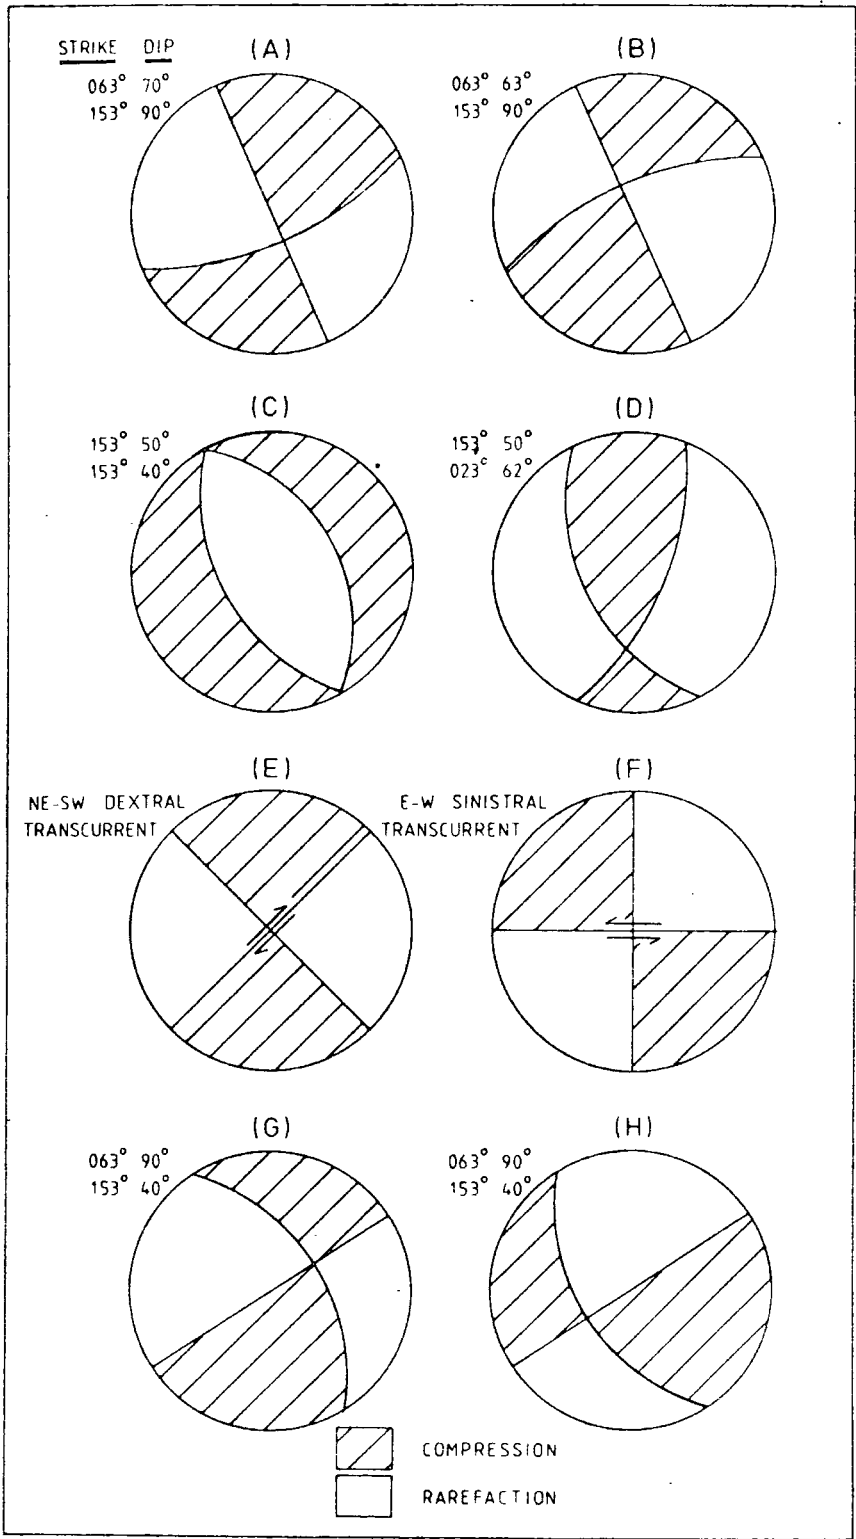 STRIKE DIP (A) (B)
063° 70° 063° 63°
153° 90° 153° 90°
(C) (D)
153° 50° 153° 50°
153° 40° 023° 62°
(E) (F)
NE-SW DEXTRAL E-W SINISTRAL
TRANSCURRENT TRANSCURRENT
(G) (H)
063° 90° 063° 90°
153° 40° 153° 40°
COMPRESSION
RAREFACTION